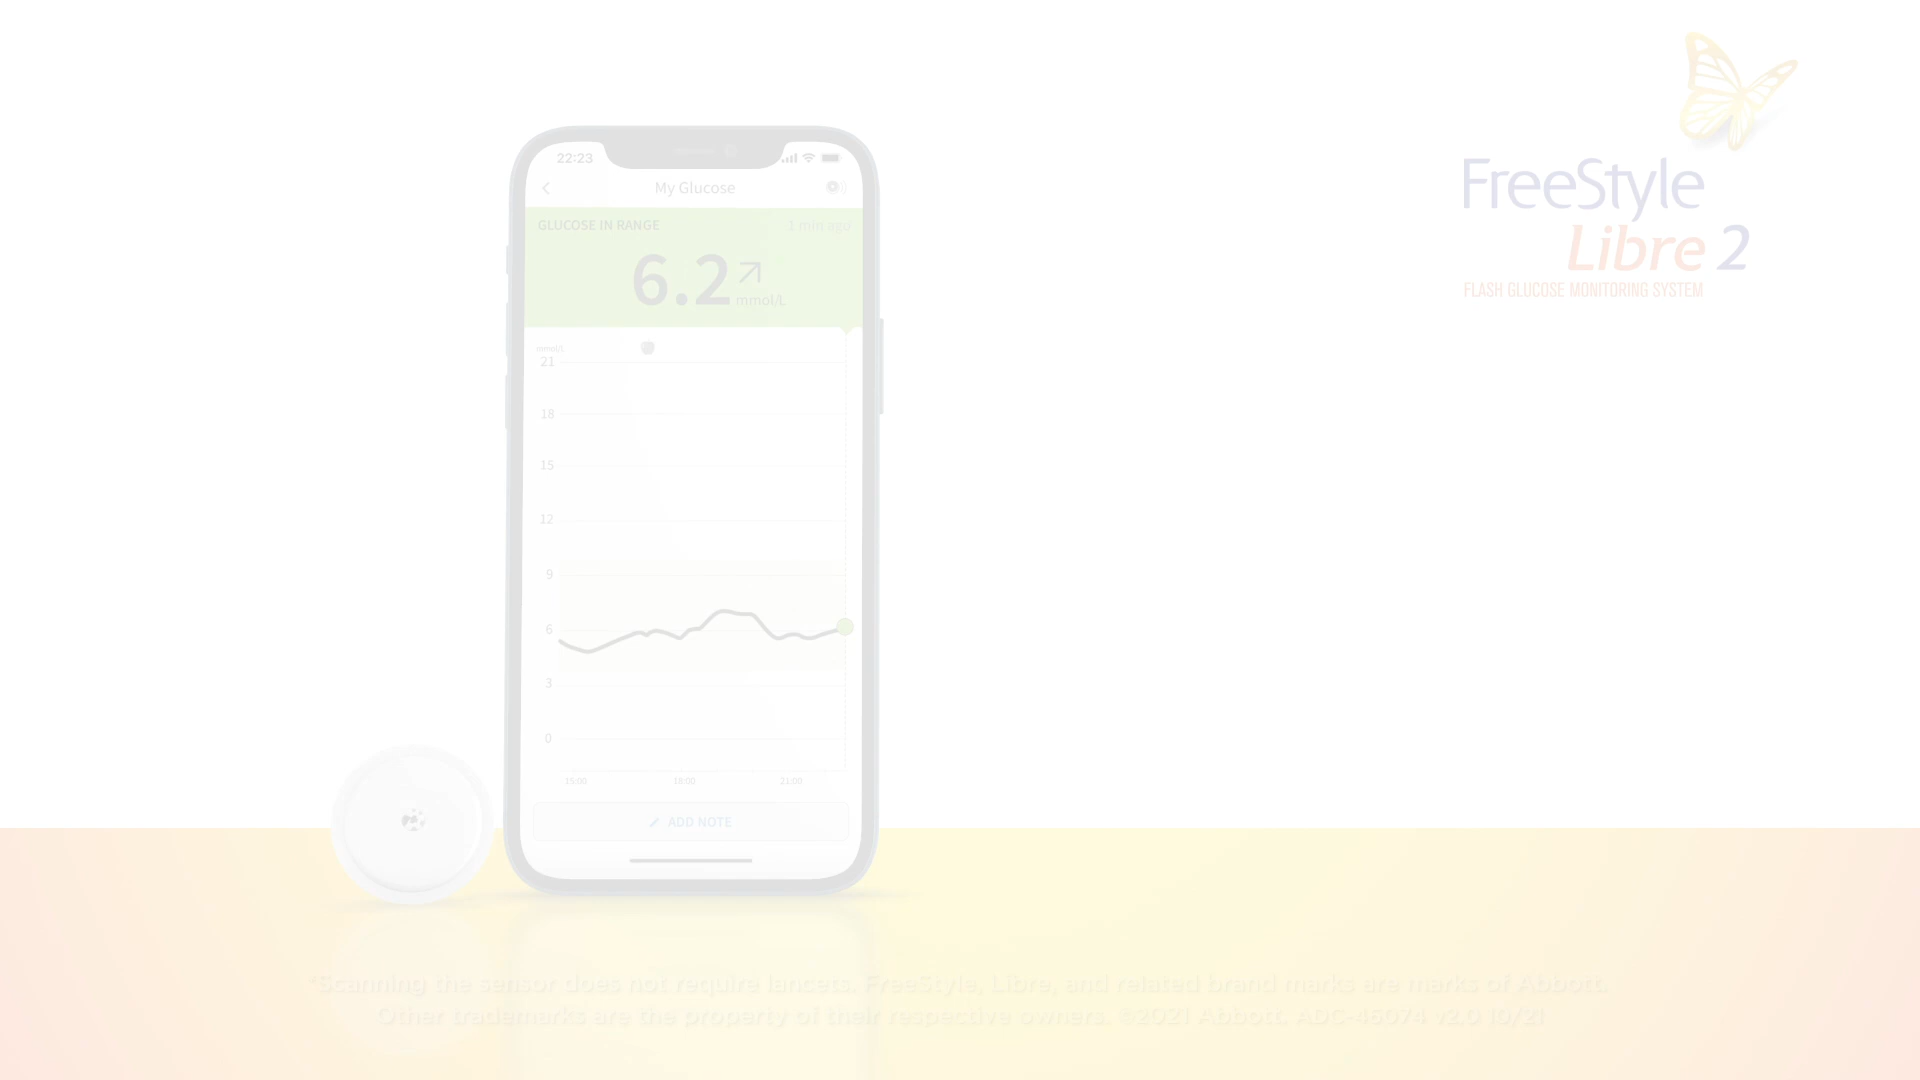 22:23
My Glucose
GLUCOSE IN RANGE
1 min ago
6.2
mmol/L
mmol/L
21
18
15
12
9
6
3
0
15:00 18:00 21:00
ADD NOTE
FreeStyle
Libre 2
FLASH GLUCOSE MONITORING SYSTEM
*Scanning the sensor does not require lancets. FreeStyle, Libre, and related brand marks are marks of Abbott.
Other trademarks are the property of their respective owners. ©2021 Abbott. ADC-46074 v2.0 10/21